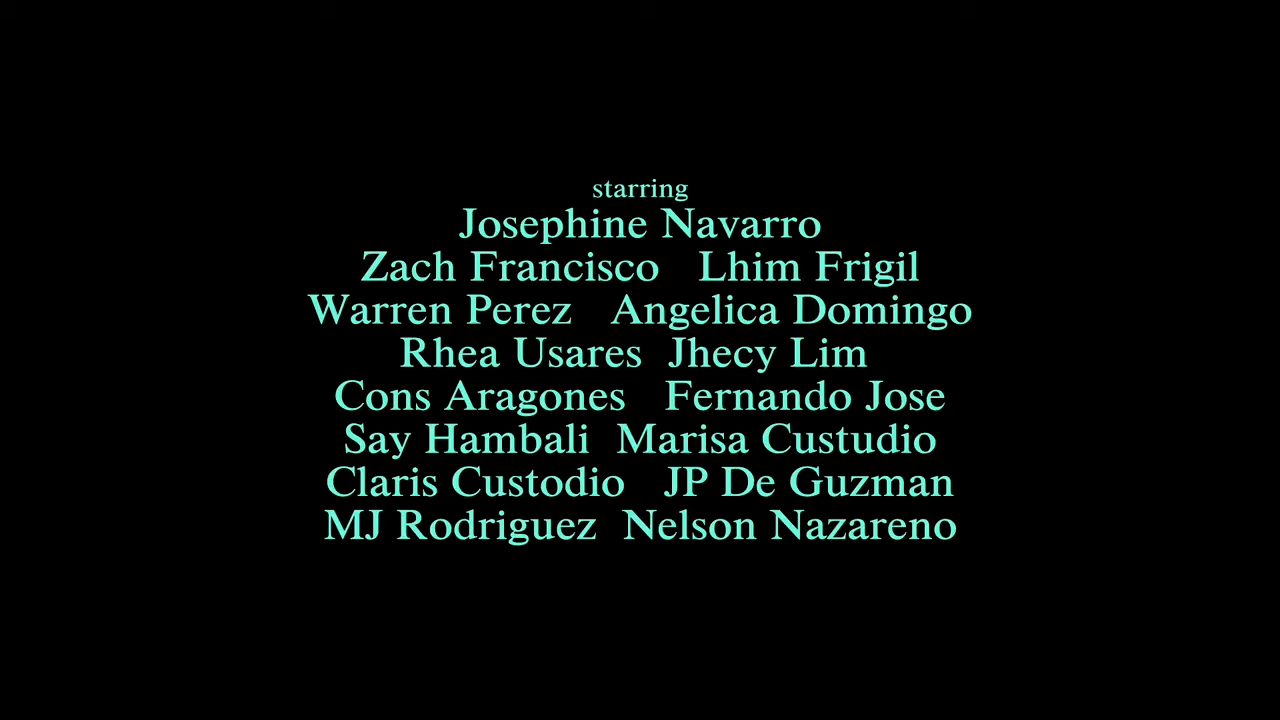 starring
Josephine Navarro
Zach Francisco Lhim Frigil
Warren Perez Angelica Domingo
Rhea Usares Jhecy Lim
Cons Aragones Fernando Jose
Say Hambali Marisa Custudio
Claris Custodio JP De Guzman
MJ Rodriguez Nelson Nazareno